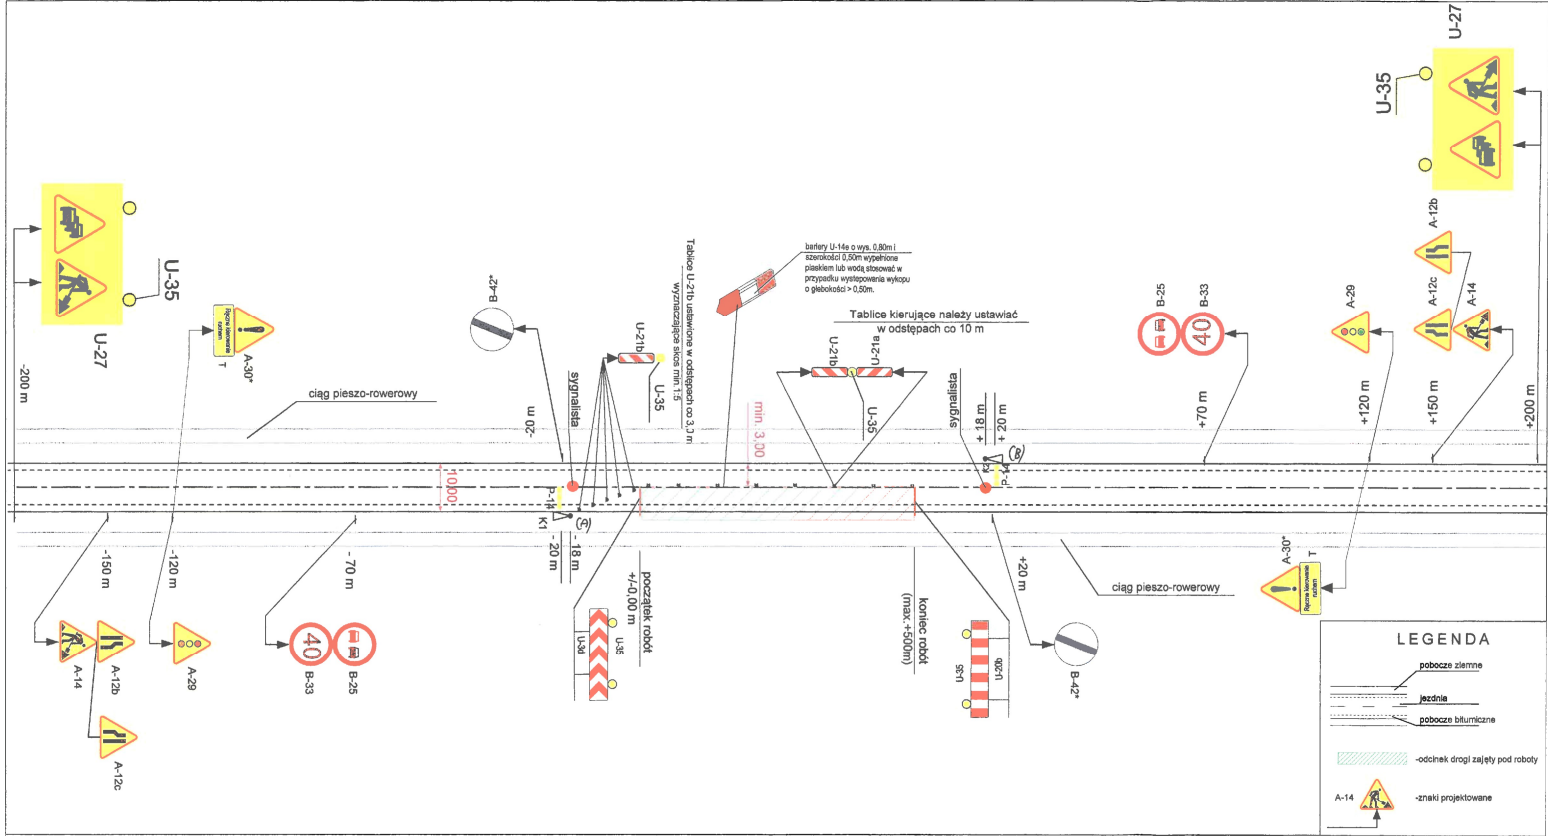 U-27
U-35
-200 m
U-35
U-27
Ręczne kierowanie
ruchem
T
A-30*
ciąg pieszo-rowerowy
B-42*
-20 m
sygnalista
U-21b
U-35
Tablice U-21b ustawione w odstępach co 3,0 m
wyznaczające skos min.1:5
bariery U-14e o wys. 0,80m i
szerokości 0,50m wypełnione
piaskiem lub wodą stosować w
przypadku występowania wykopu
o głębokości > 0,50m.
Tablice kierujące należy ustawiać
w odstępach co 10 m
U-21b
U-21a
U-35
min. 3,00
sygnalista
+ 18 m
+ 20 m
K2
(B)
P-14
B-25
B-33
40
+70 m
A-29
+120 m
A-12b
A-12c
A-14
+150 m
+200 m
10,00
P-14
K1
(A)
- 18m
- 20 m
-150 m
-120 m
- 70 m
A-14
A-12b
A-12c
A-29
40
B-33
B-25
początek robót
+/-0,00 m
U-35
U-3d
koniec robót
(max.+500m)
U-35
U-20b
+20 m
B-42*
ciąg pieszo-rowerowy
A-30*
T
Ręczne kierowanie
ruchem
LEGENDA
pobocze ziemne
jezdnia
pobocze bitumiczne
-odcinek drogi zajęty pod roboty
A-14
-znaki projektowane